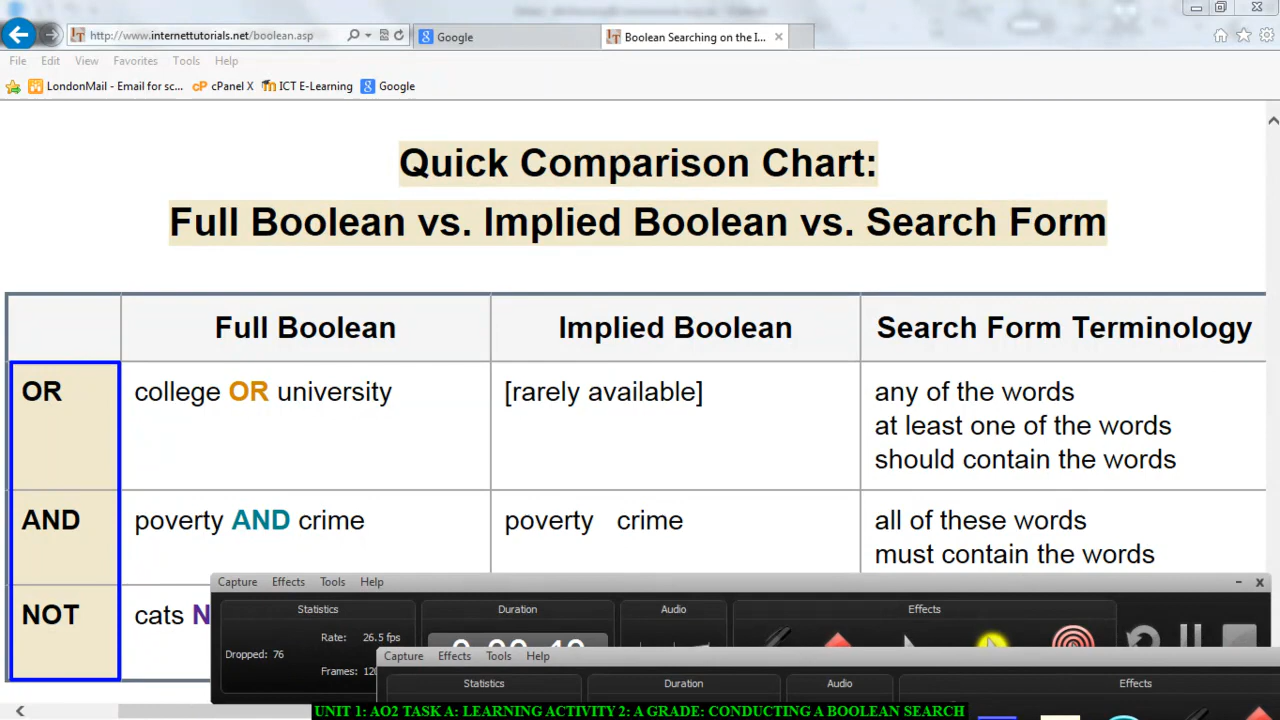 http://www.internettutorials.net/boolean.asp
Google
Boolean Searching on the I...
File Edit View Favorites Tools Help
LondonMail - Email for sc... cPanel X ICT E-Learning Google
Quick Comparison Chart:
Full Boolean vs. Implied Boolean vs. Search Form
Full Boolean Implied Boolean Search Form Terminology
OR college OR university [rarely available] any of the words
at least one of the words
should contain the words
AND poverty AND crime poverty crime all of these words
must contain the words
NOT cats N
Capture Effects Tools Help
Statistics Duration Audio Effects
Rate: 26.5 fps
Dropped: 76
Frames: 120
Capture Effects Tools Help
Statistics Duration Audio Effects
UNIT 1: AO2 TASK A: LEARNING ACTIVITY 2: A GRADE: CONDUCTING A BOOLEAN SEARCH